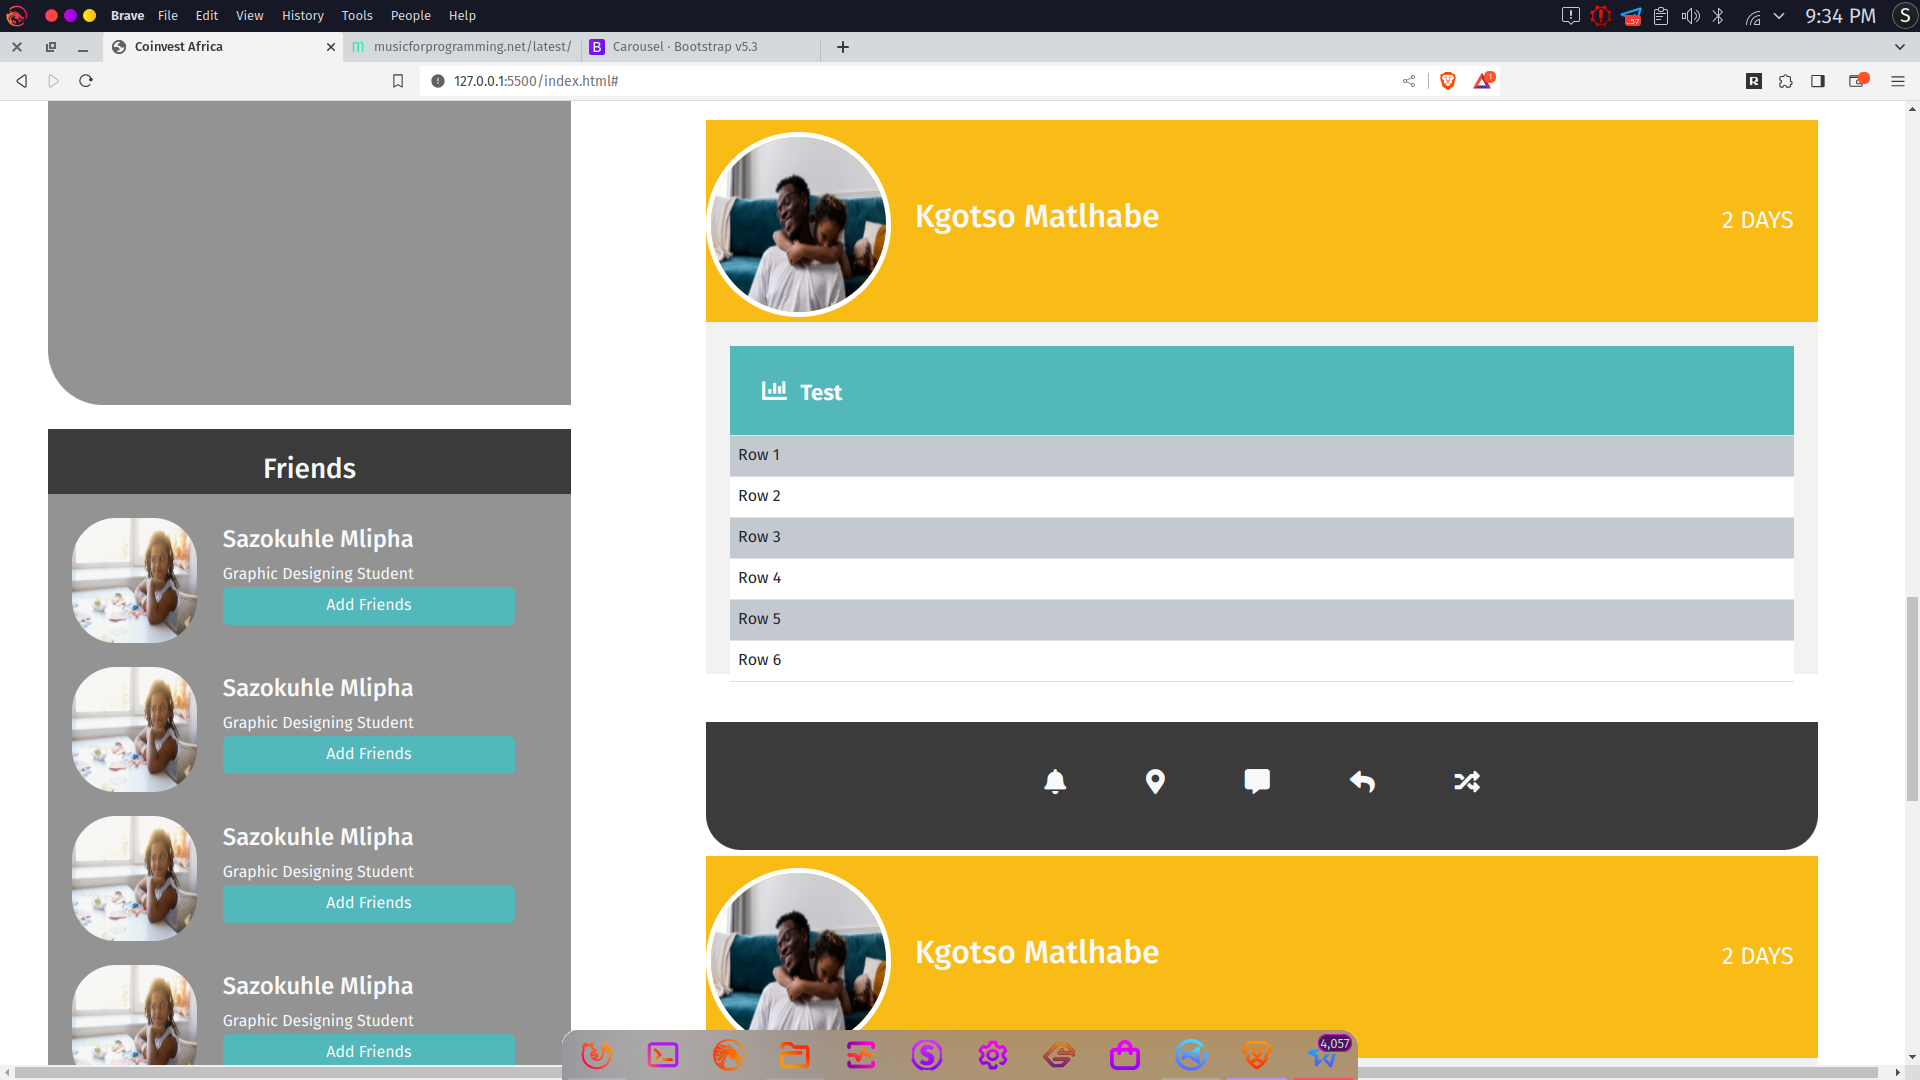 Brave File Edit View History Tools People Help
.57
9:34 PM S
Coinvest Africa
musicforprogramming.net/latest/
B Carousel · Bootstrap v5.3
127.0.0.1:5500/index.html#
1
R
Friends
Sazokuhle Mlipha
Graphic Designing Student
Add Friends
Sazokuhle Mlipha
Graphic Designing Student
Add Friends
Sazokuhle Mlipha
Graphic Designing Student
Add Friends
Sazokuhle Mlipha
Graphic Designing Student
Add Friends
Kgotso Matlhabe
2 DAYS
Test
Row 1
Row 2
Row 3
Row 4
Row 5
Row 6
Kgotso Matlhabe
2 DAYS
4,057